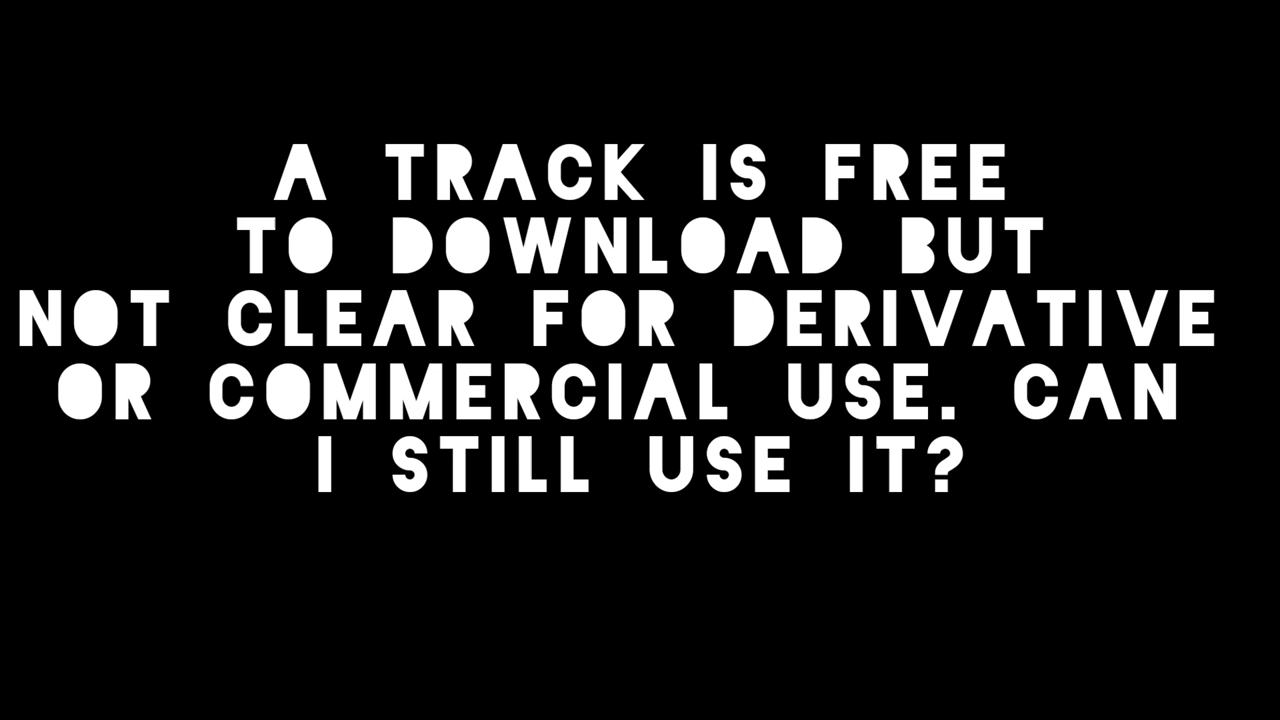 A TRACK IS FREE
TO DOWNLOAD BUT
NOT CLEAR FOR DERIVATIVE
OR COMMERCIAL USE. CAN
I STILL USE IT?